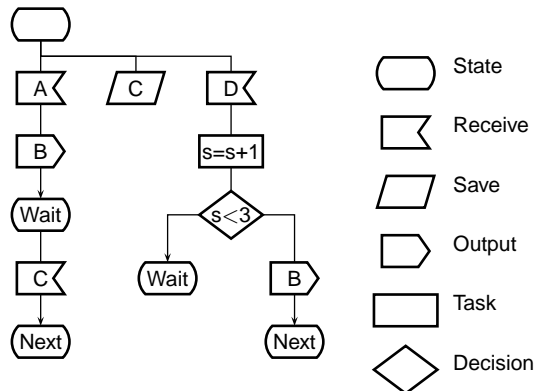 State
A
C
D
Receive
B
s=s+1
Save
Wait
s<3
Output
C
Wait
B
Task
Next
Next
Decision